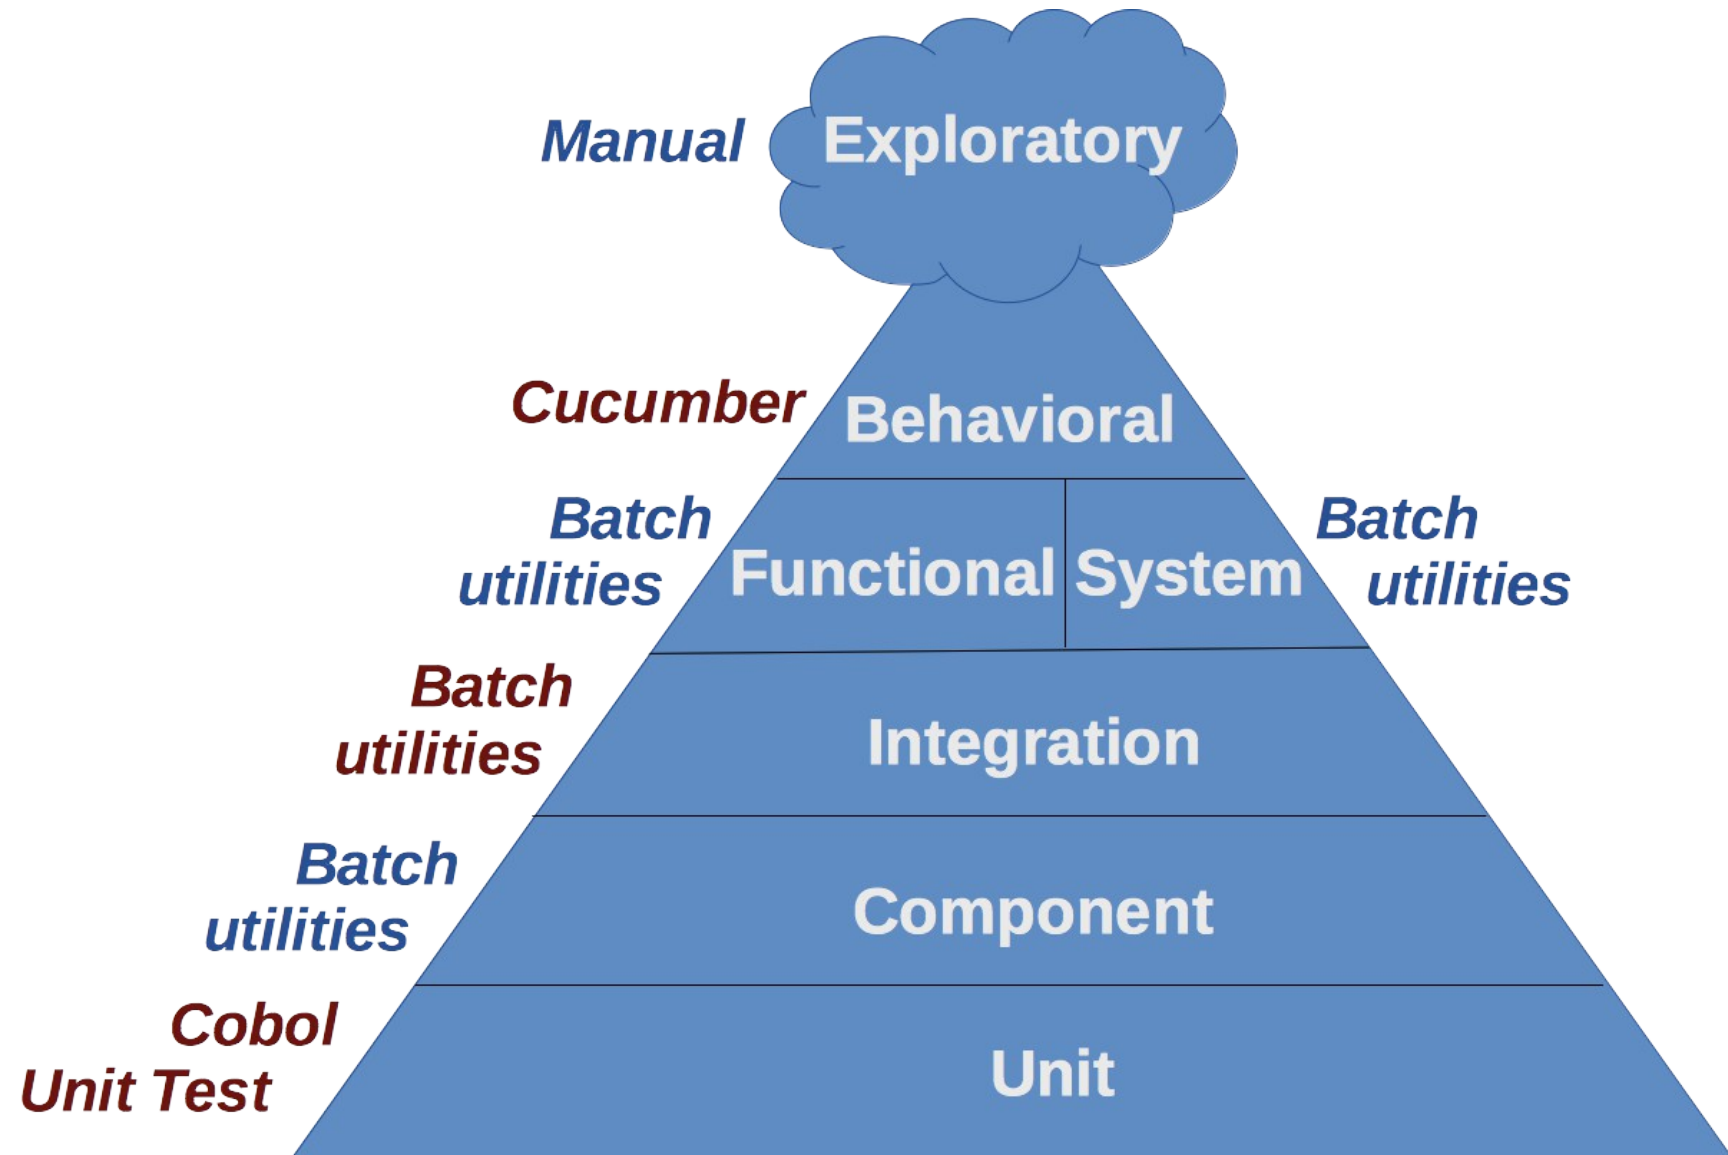 Manual
Exploratory
Cucumber
Behavioral
Batch
utilities
Functional
System
Batch
utilities
Batch
utilities
Integration
Batch
utilities
Component
Cobol
Unit Test
Unit